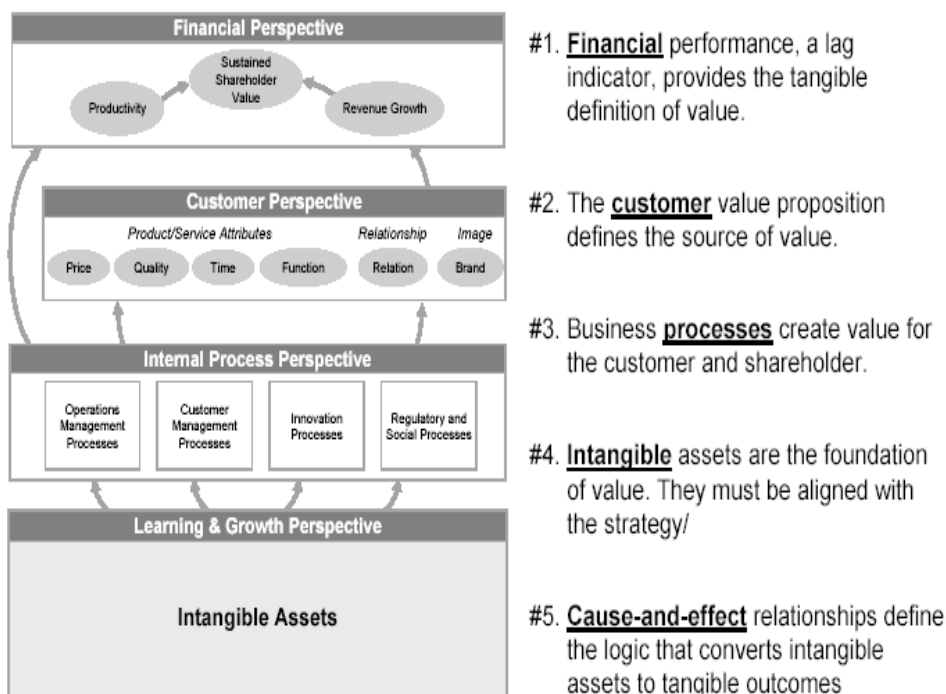 Financial Perspective
Sustained
Shareholder
Value
Productivity
Revenue Growth
Customer Perspective
Product/Service Attributes
Relationship
Image
Price
Quality
Time
Function
Relation
Brand
Internal Process Perspective
Operations
Management
Processes
Customer
Management
Processes
Innovation
Processes
Regulatory and
Social Processes
Learning & Growth Perspective
Intangible Assets
#1. Financial performance, a lag
indicator, provides the tangible
definition of value.
#2. The customer value proposition
defines the source of value.
#3. Business processes create value for
the customer and shareholder.
#4. Intangible assets are the foundation
of value. They must be aligned with
the strategy/
#5. Cause-and-effect relationships define
the logic that converts intangible
assets to tangible outcomes